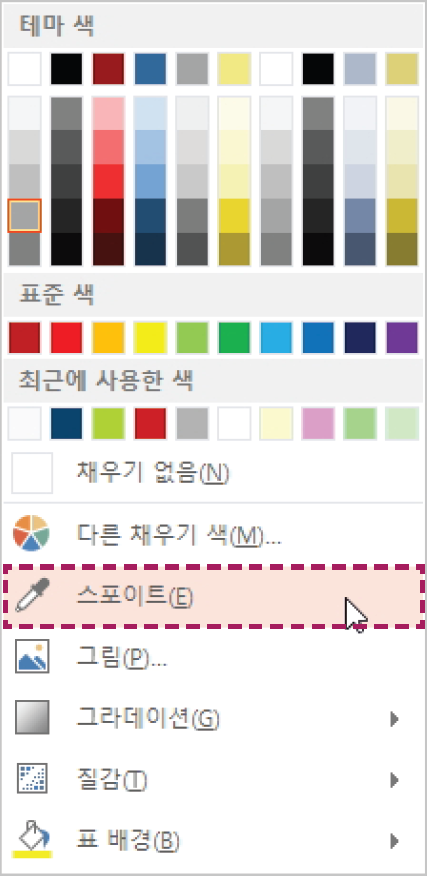 테마 색
표준 색
최근에 사용한 색
채우기 없음(N)
다른 채우기 색(M)...
스포이트(E)
그림(P)...
그라데이션(G)
질감(T)
표 배경(B)